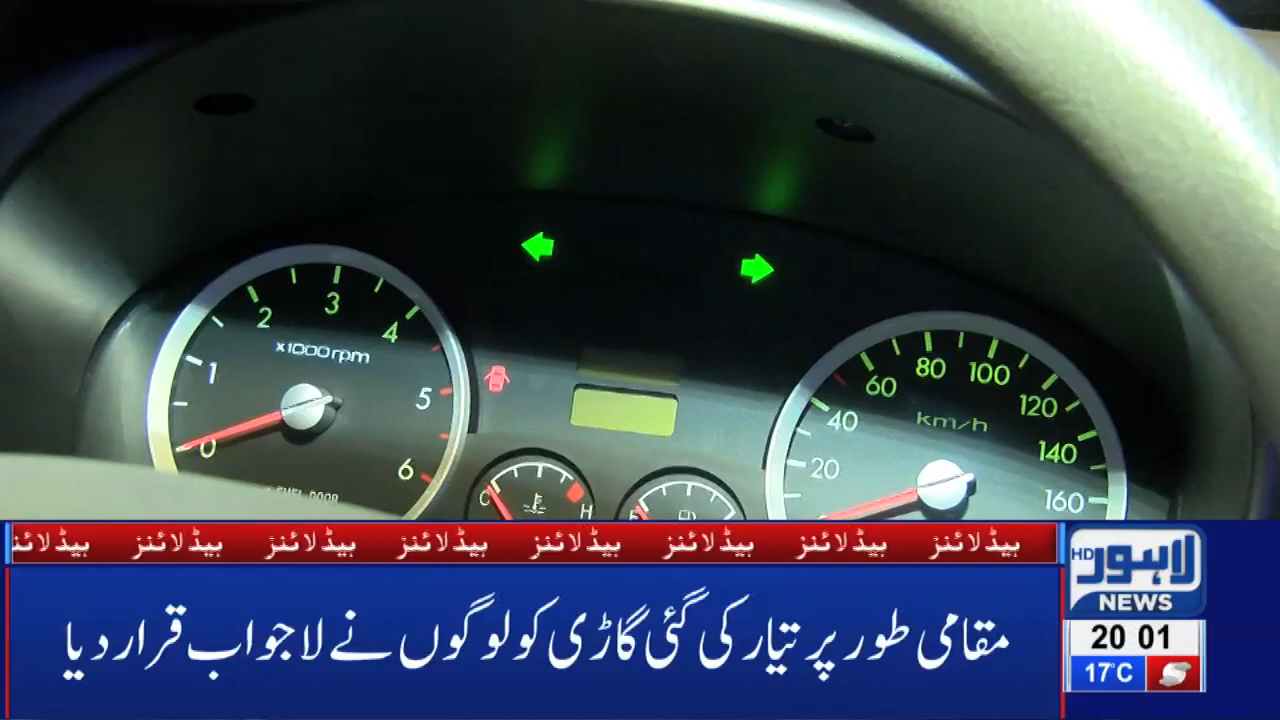 2 3 4
x1000rpm
1 5
0 6
60 80 100
40 km/h 120
20 140
160
C H
ہیڈلائنز ہیڈلائنز ہیڈلائنز ہیڈلائنز ہیڈلائنز ہیڈلائنز ہیڈلائنز ہیڈلائنز
مقامی طور پر تیار کی گئی گاڑی کو لوگوں نے لاجواب قرار دیا
HD لاہور
NEWS
20 01
17°C